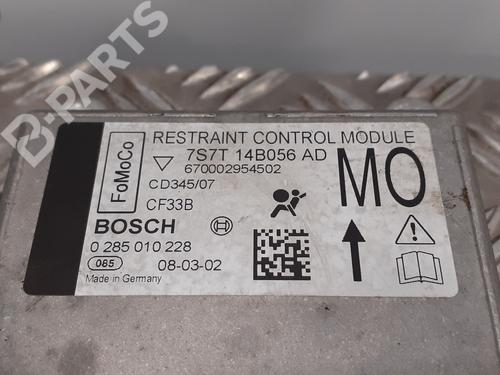 B-PARTS
RESTRAINT CONTROL MODULE
FoMoCo
7S7T 14B056 AD
670002954502
MO
CD345/07
CF33B
BOSCH
0 285 010 228
085
08-03-02
Made in Germany